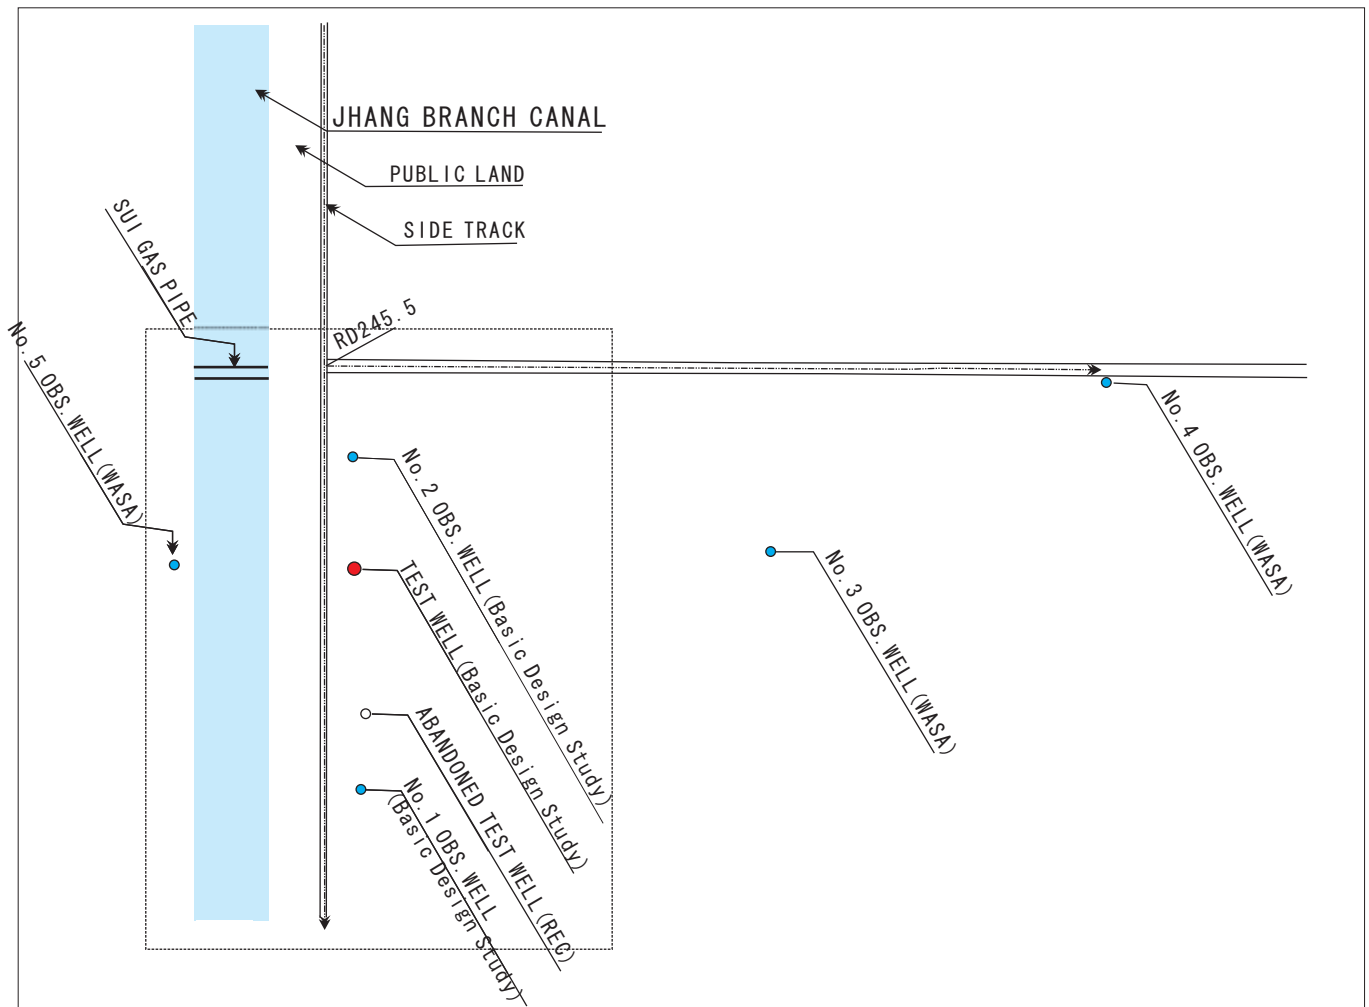 JHANG BRANCH CANAL
PUBLIC LAND
SIDE TRACK
SUI GAS PIPE
RD245.5
No.5 OBS.WELL(WASA)
No.4 OBS.WELL(WASA)
No.2 OBS.WELL(Basic Design Study)
TEST WELL(Basic Design Study)
No.3 OBS.WELL(WASA)
ABANDONED TEST WELL(REC)
No.1 OBS.WELL
(Basic Design Study)